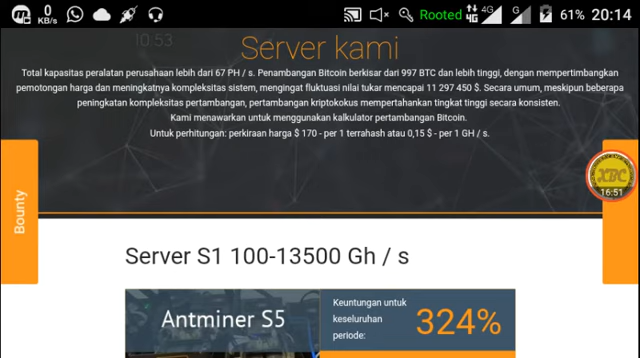 0
KB/s
Rooted
4G
4G
G
61%
20:14
10:53
Server kami
Total kapasitas peralatan perusahaan lebih dari 67 PH / s. Penambangan Bitcoin berkisar dari 997 BTC dan lebih tinggi, dengan mempertimbangkan
pemotongan harga dan meningkatnya kompleksitas sistem, mengingat fluktuasi nilai tukar mencapai 11 297 450 $. Secara umum, meskipun beberapa
peningkatan kompleksitas pertambangan, pertambangan kriptokokus mempertahankan tingkat tinggi secara konsisten.
Kami menawarkan untuk menggunakan kalkulator pertambangan Bitcoin.
Untuk perhitungan: perkiraan harga $ 170 - per 1 terrahash atau 0,15 $ - per 1 GH / s.
Bounty
XBC
16:51
Server S1 100-13500 Gh / s
Antminer S5
Keuntungan untuk
keseluruhan
periode:
324%